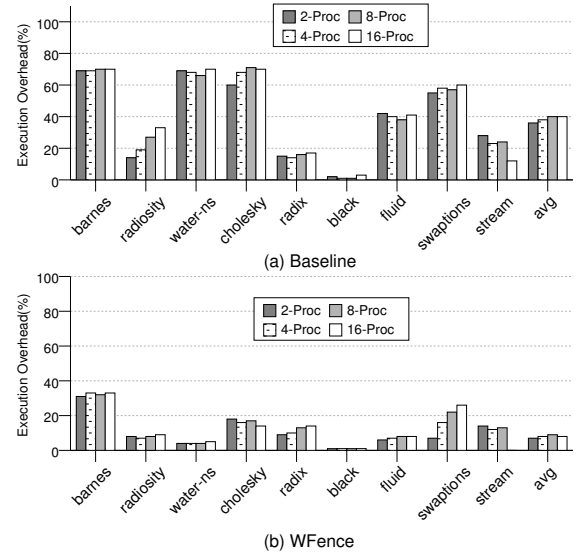 100
80
60
40
20
0
Execution Overhead(%)
2-Proc 8-Proc
4-Proc 16-Proc
barnes radiosity water-ns cholesky radix black fluid swaptions stream avg
(a) Baseline
100
80
60
40
20
0
Execution Overhead(%)
2-Proc 8-Proc
4-Proc 16-Proc
barnes radiosity water-ns cholesky radix black fluid swaptions stream avg
(b) WFence